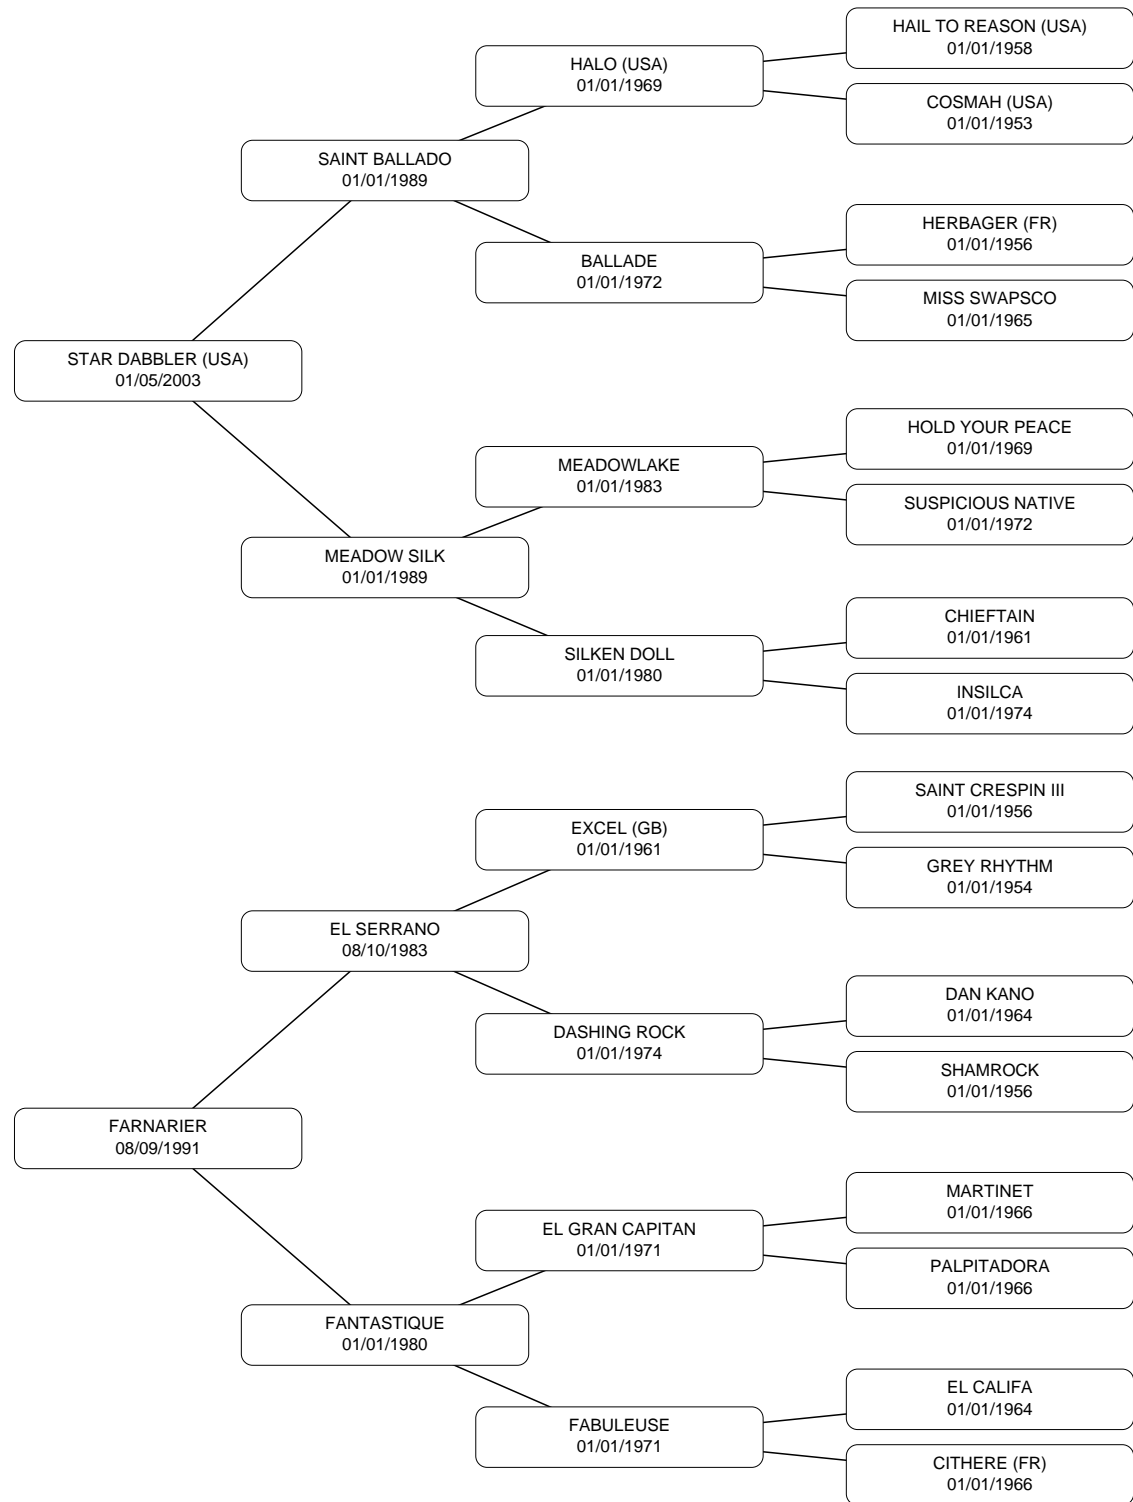 HAIL TO REASON (USA)
01/01/1958
HALO (USA)
01/01/1969
COSMAH (USA)
01/01/1953
SAINT BALLADO
01/01/1989
HERBAGER (FR)
01/01/1956
BALLADE
01/01/1972
MISS SWAPSCO
01/01/1965
STAR DABBLER (USA)
01/05/2003
HOLD YOUR PEACE
01/01/1969
MEADOWLAKE
01/01/1983
SUSPICIOUS NATIVE
01/01/1972
MEADOW SILK
01/01/1989
CHIEFTAIN
01/01/1961
SILKEN DOLL
01/01/1980
INSILCA
01/01/1974
SAINT CRESPIN III
01/01/1956
EXCEL (GB)
01/01/1961
GREY RHYTHM
01/01/1954
EL SERRANO
08/10/1983
DAN KANO
01/01/1964
DASHING ROCK
01/01/1974
SHAMROCK
01/01/1956
FARNARIER
08/09/1991
MARTINET
01/01/1966
EL GRAN CAPITAN
01/01/1971
PALPITADORA
01/01/1966
FANTASTIQUE
01/01/1980
EL CALIFA
01/01/1964
FABULEUSE
01/01/1971
CITHERE (FR)
01/01/1966